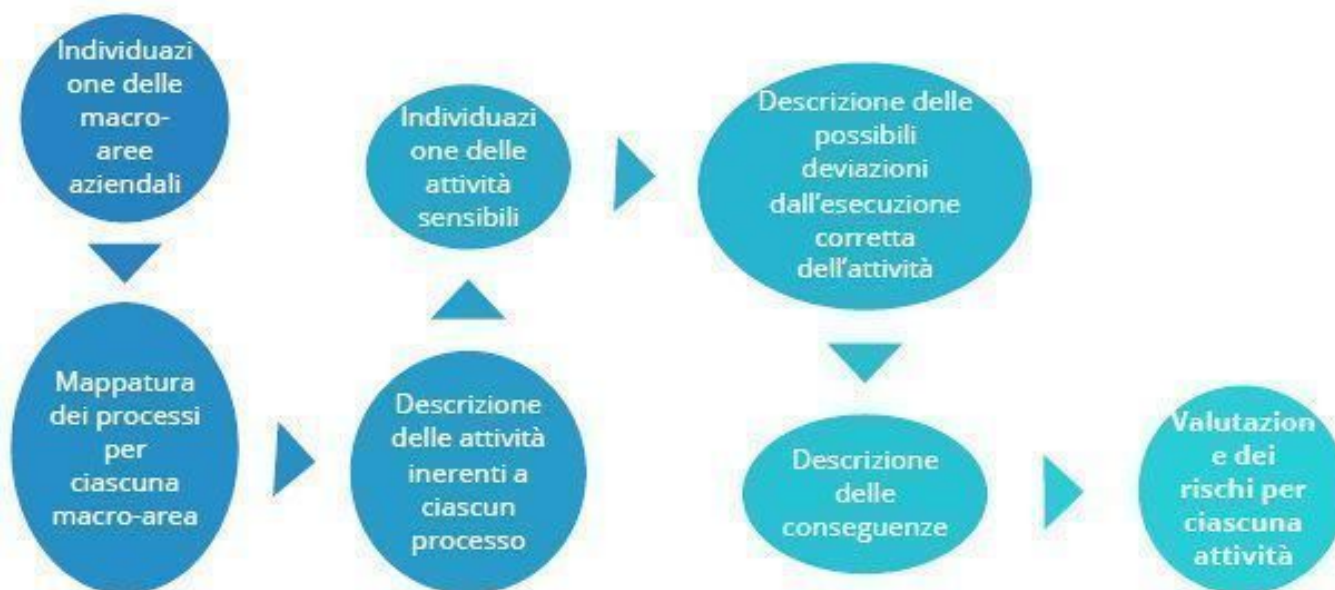 Individuazi
one delle
macro-
aree
aziendali
Mappatura
dei processi
per
ciascuna
macro-area
Descrizione
delle attività
inerenti a
ciascun
processo
Individuazi
one delle
attività
sensibili
Descrizione delle
possibili
deviazioni
dall'esecuzione
corretta
dell'attività
Descrizione
delle
conseguenze
Valutazion
e dei
rischi per
ciascuna
attività